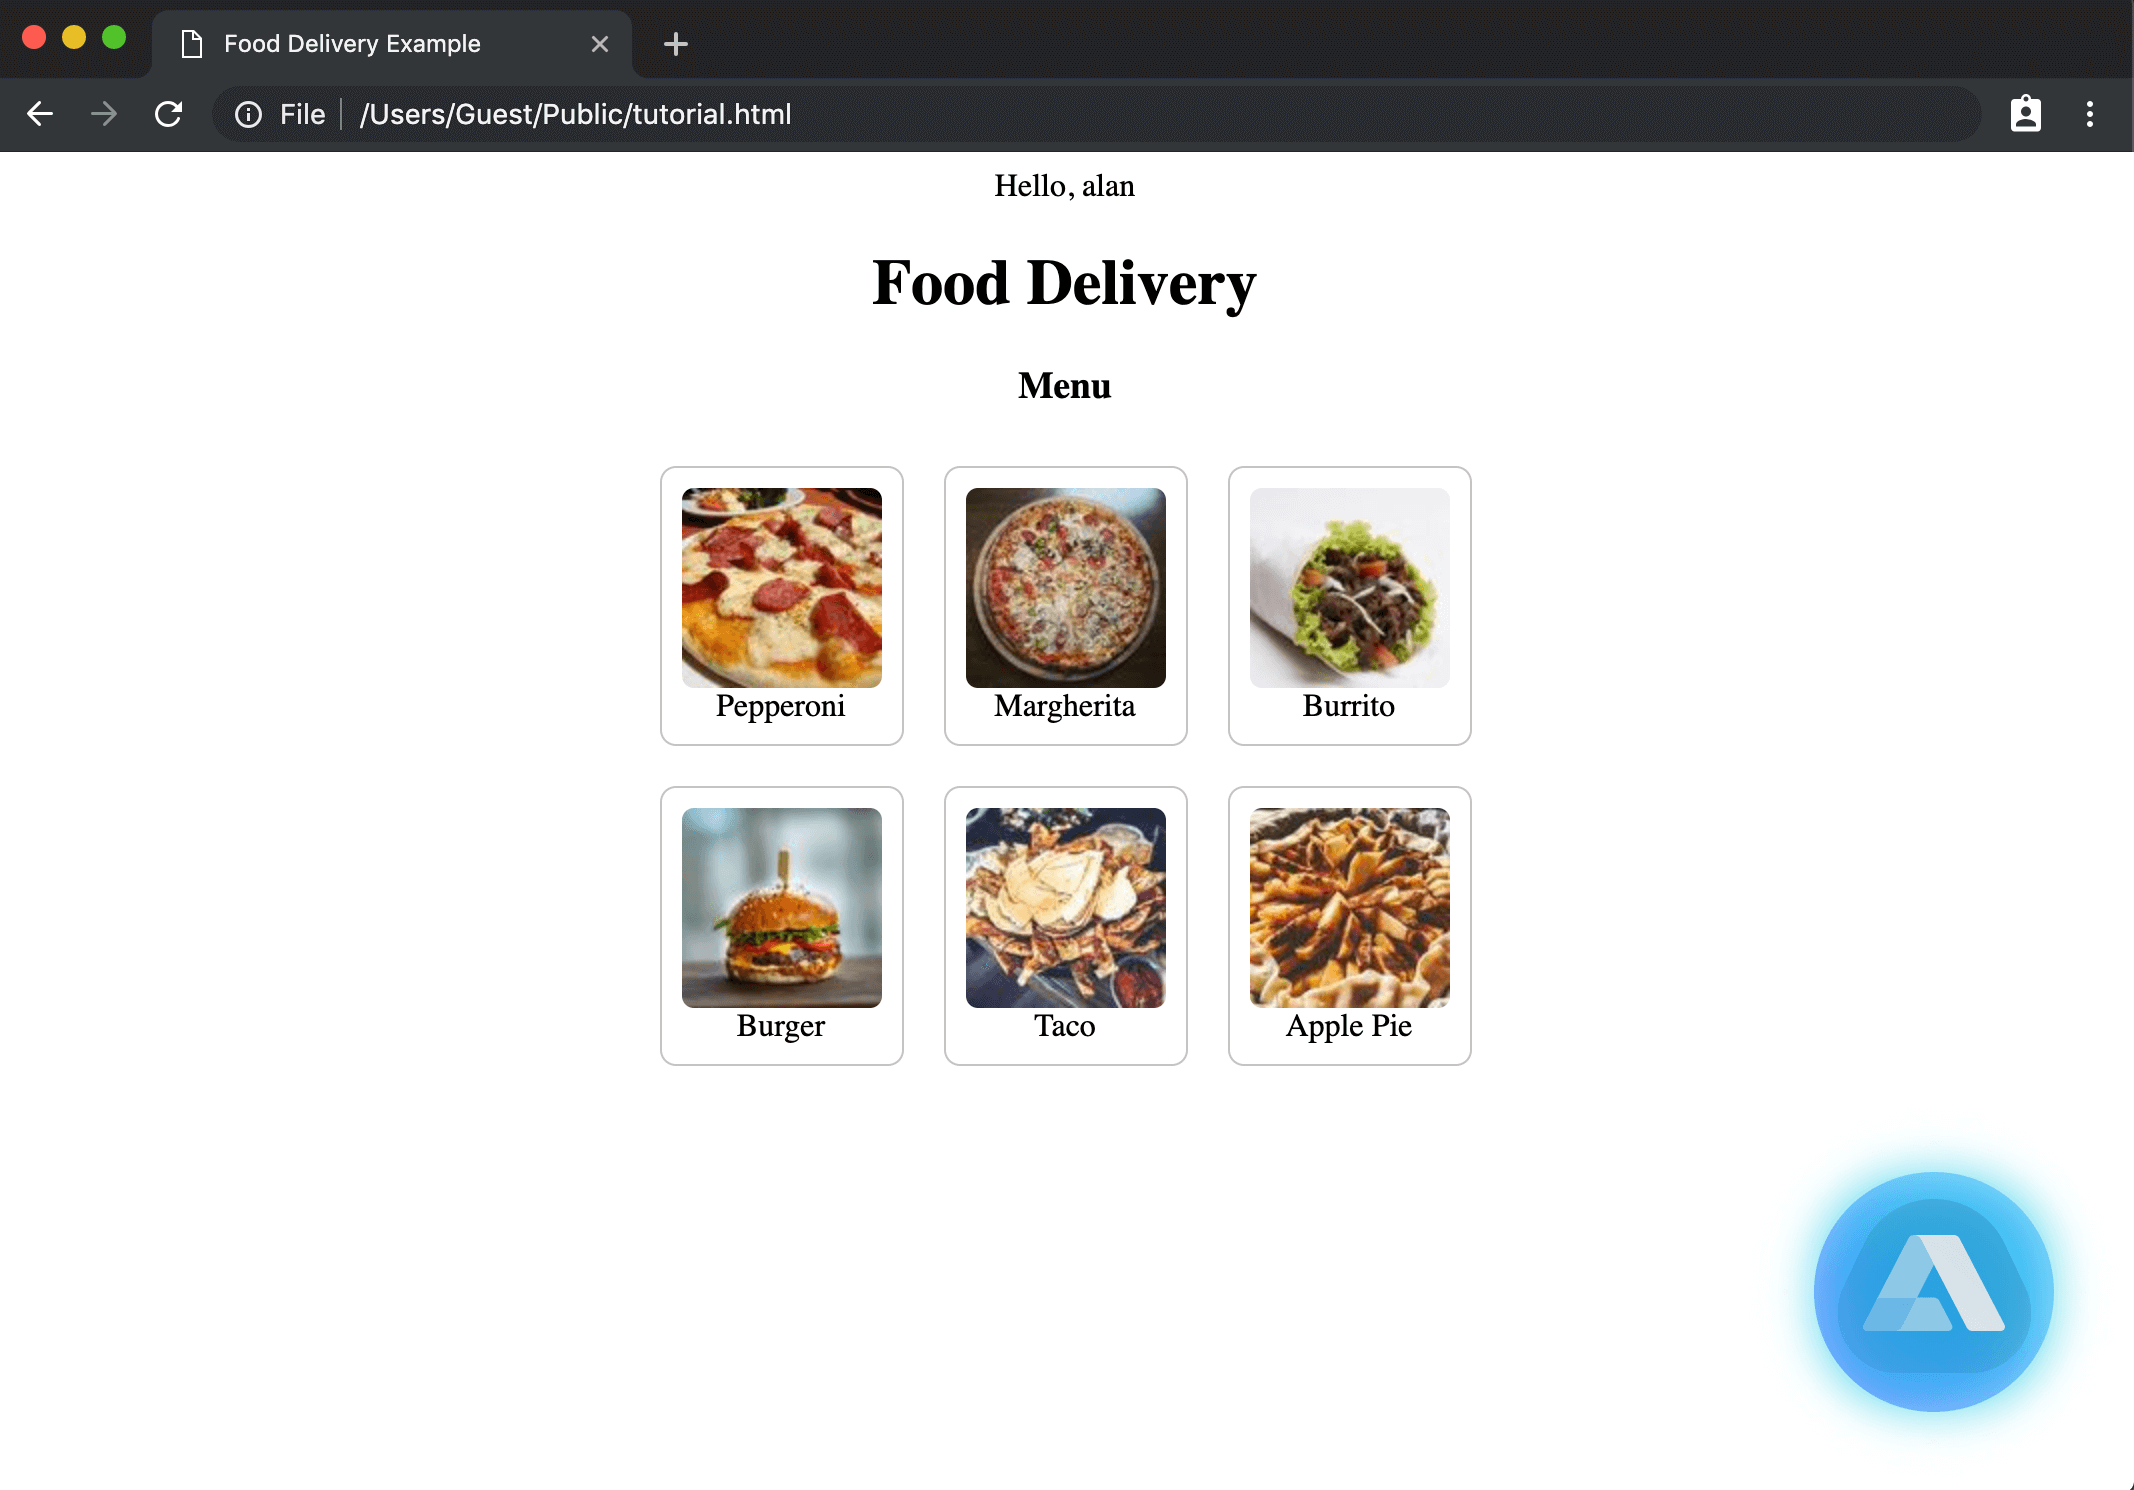 Food Delivery Example
File
/Users/Guest/Public/tutorial.html
Hello, alan
Food Delivery
Menu
Pepperoni
Margherita
Burrito
Burger
Taco
Apple Pie